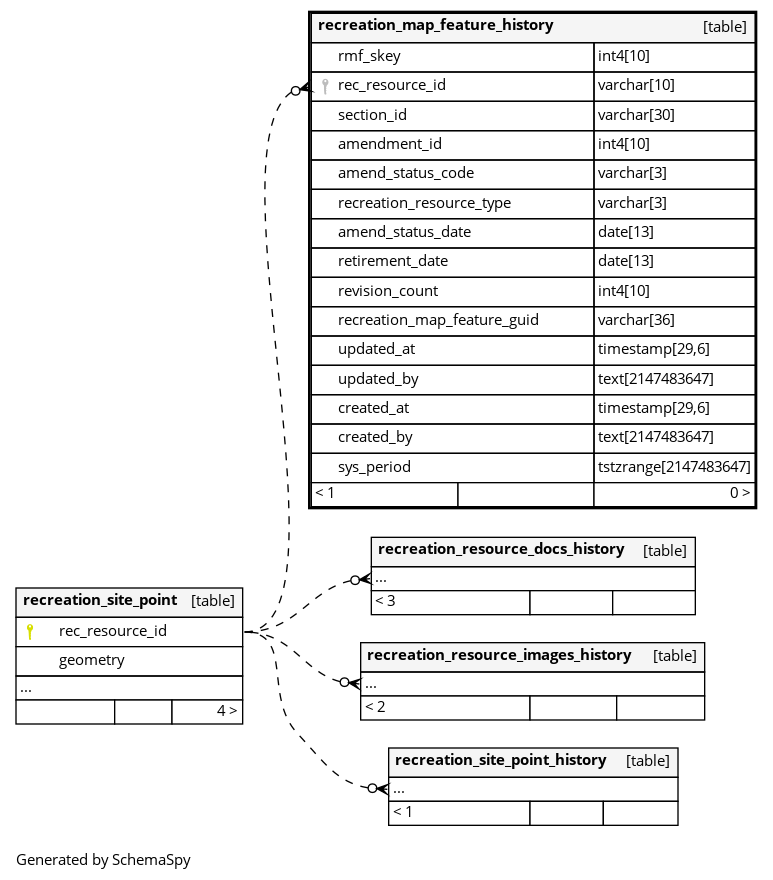 recreation_map_feature_history [table]
rmf_skey int4[10]
rec_resource_id varchar[10]
section_id varchar[30]
amendment_id int4[10]
amend_status_code varchar[3]
recreation_resource_type varchar[3]
amend_status_date date[13]
retirement_date date[13]
revision_count int4[10]
recreation_map_feature_guid varchar[36]
updated_at timestamp[29,6]
updated_by text[2147483647]
created_at timestamp[29,6]
created_by text[2147483647]
sys_period tstzrange[2147483647]
< 1 0 >
recreation_resource_docs_history [table]
...
< 3
recreation_site_point [table]
rec_resource_id
geometry
...
4 >
recreation_resource_images_history [table]
...
< 2
recreation_site_point_history [table]
...
< 1
Generated by SchemaSpy